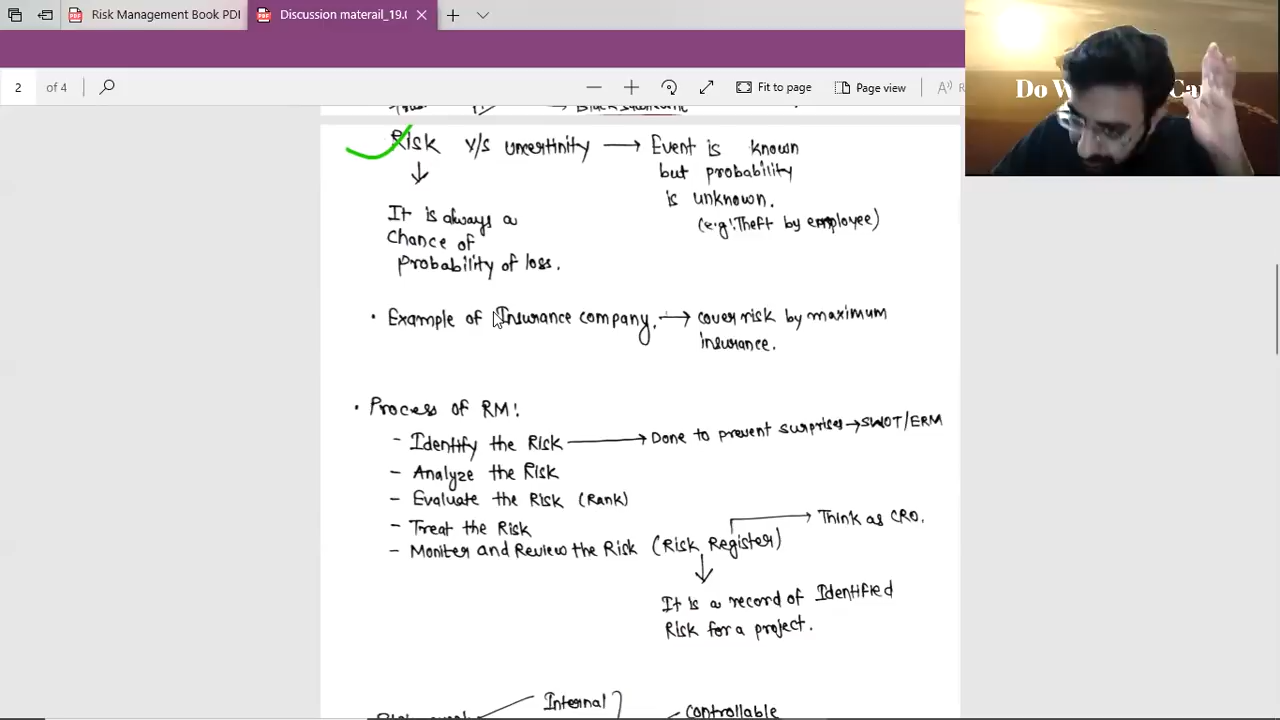 Risk Management Book PDI
Discussion materail_19.0
2 of 4
Fit to page
Page view
Do W
Ca
Risk v/s uncertinity → Event is known
but probability
is unknown.
(e.g: Theft by employee)
It is always a
chance of
probability of loss.
• Example of Insurance company. → cover risk by maximum
insurance.
• Process of RM:
- Identify the Risk → Done to prevent surprises → SWOT/ERM
- Analyze the Risk
- Evaluate the Risk (Rank)
- Treat the Risk
- Moniter and Review the Risk (Risk Register) → Think as CRO.
It is a record of Identified
Risk for a project.
Internal
controllable